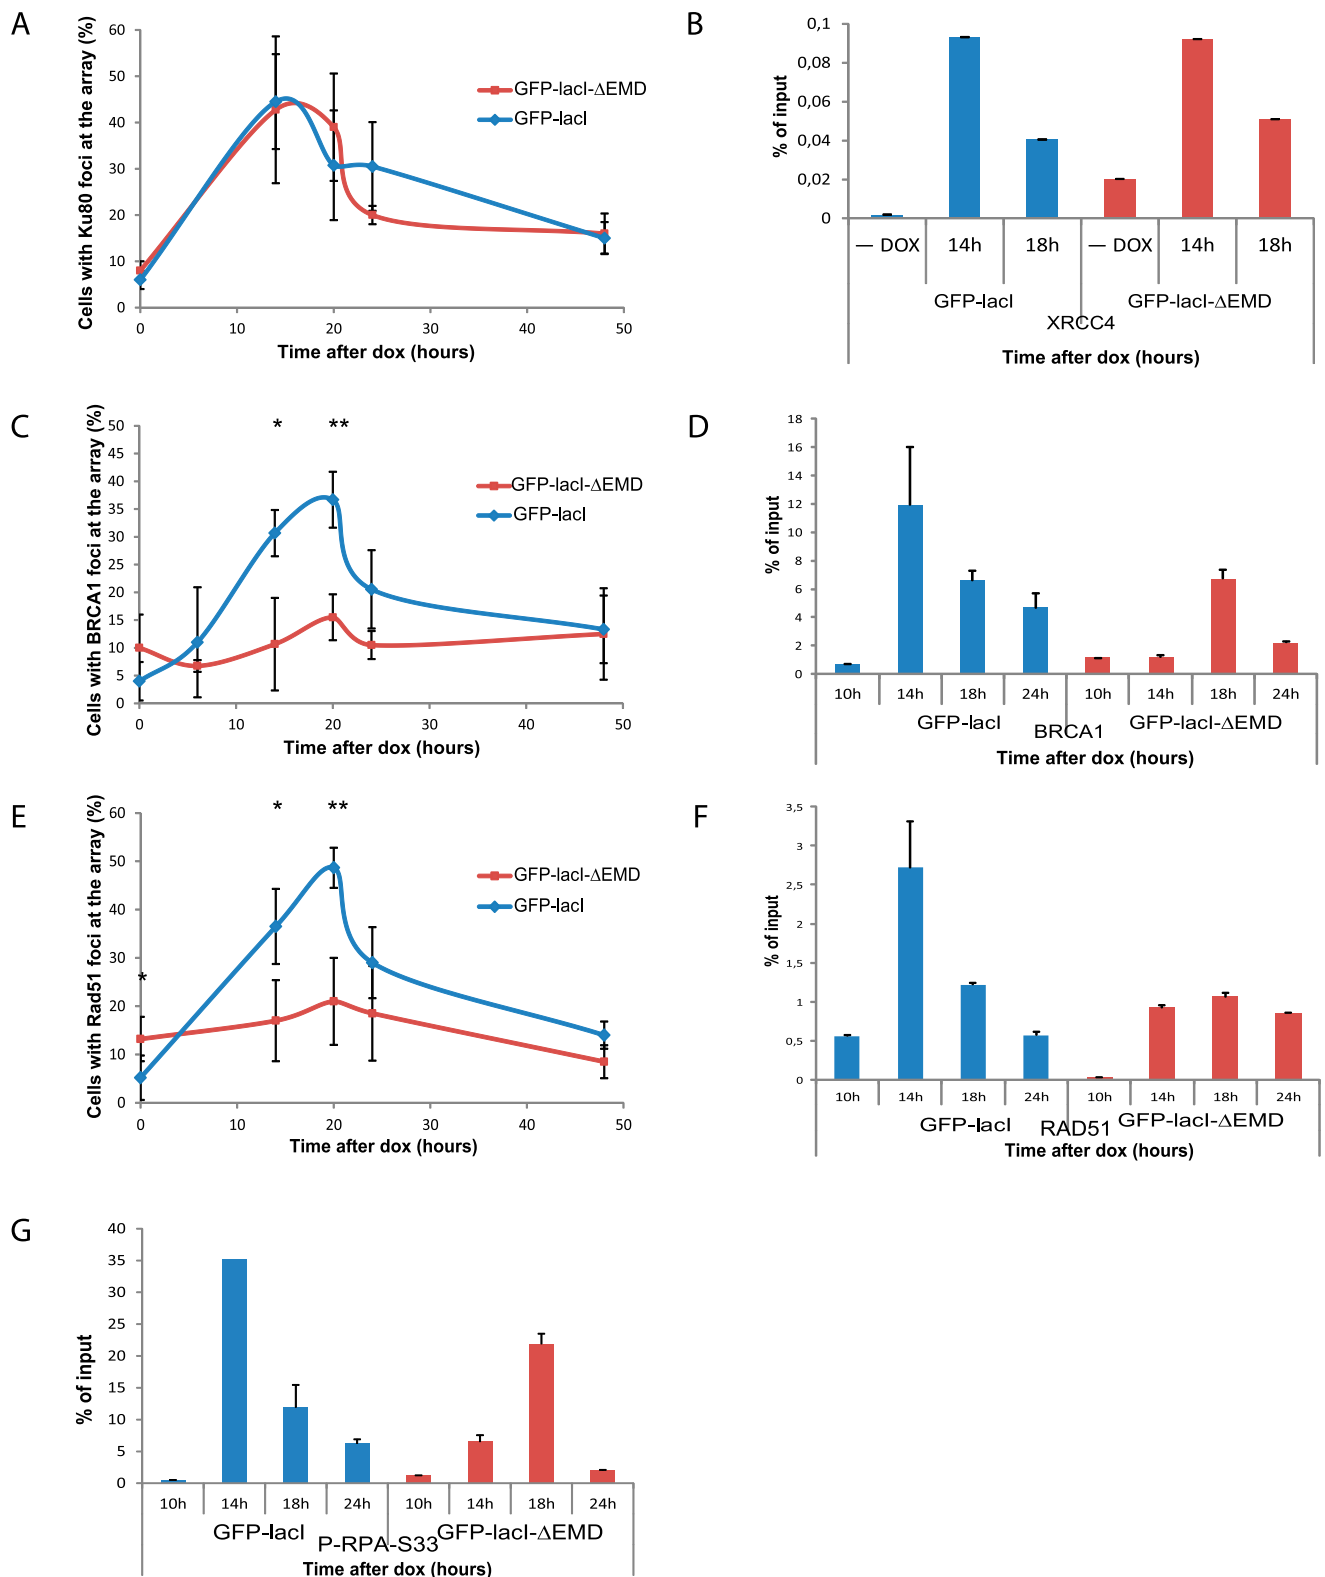 A
Cells with Ku80 foci at the array (%)
60
50
40
30
20
10
0
0 10 20 30 40 50
Time after dox (hours)
GFP-lacI-ΔEMD
GFP-lacI
B
% of input
0,1
0,08
0,06
0,04
0,02
0
— DOX 14h 18h — DOX 14h 18h
GFP-lacI GFP-lacI-ΔEMD
XRCC4
Time after dox (hours)
C
Cells with BRCA1 foci at the array (%)
* **
50
45
40
35
30
25
20
15
10
5
0
0 10 20 30 40 50
Time after dox (hours)
GFP-lacI-ΔEMD
GFP-lacI
D
% of input
18
16
14
12
10
8
6
4
2
0
10h 14h 18h 24h 10h 14h 18h 24h
GFP-lacI GFP-lacI-ΔEMD
BRCA1
Time after dox (hours)
E
Cells with Rad51 foci at the array (%)
* **
*
60
50
40
30
20
10
0
0 10 20 30 40 50
Time after dox (hours)
GFP-lacI-ΔEMD
GFP-lacI
F
% of input
3,5
3
2,5
2
1,5
1
0,5
0
10h 14h 18h 24h 10h 14h 18h 24h
GFP-lacI GFP-lacI-ΔEMD
RAD51
Time after dox (hours)
G
% of input
40
35
30
25
20
15
10
5
0
10h 14h 18h 24h 10h 14h 18h 24h
GFP-lacI GFP-lacI-ΔEMD
P-RPA-S33
Time after dox (hours)